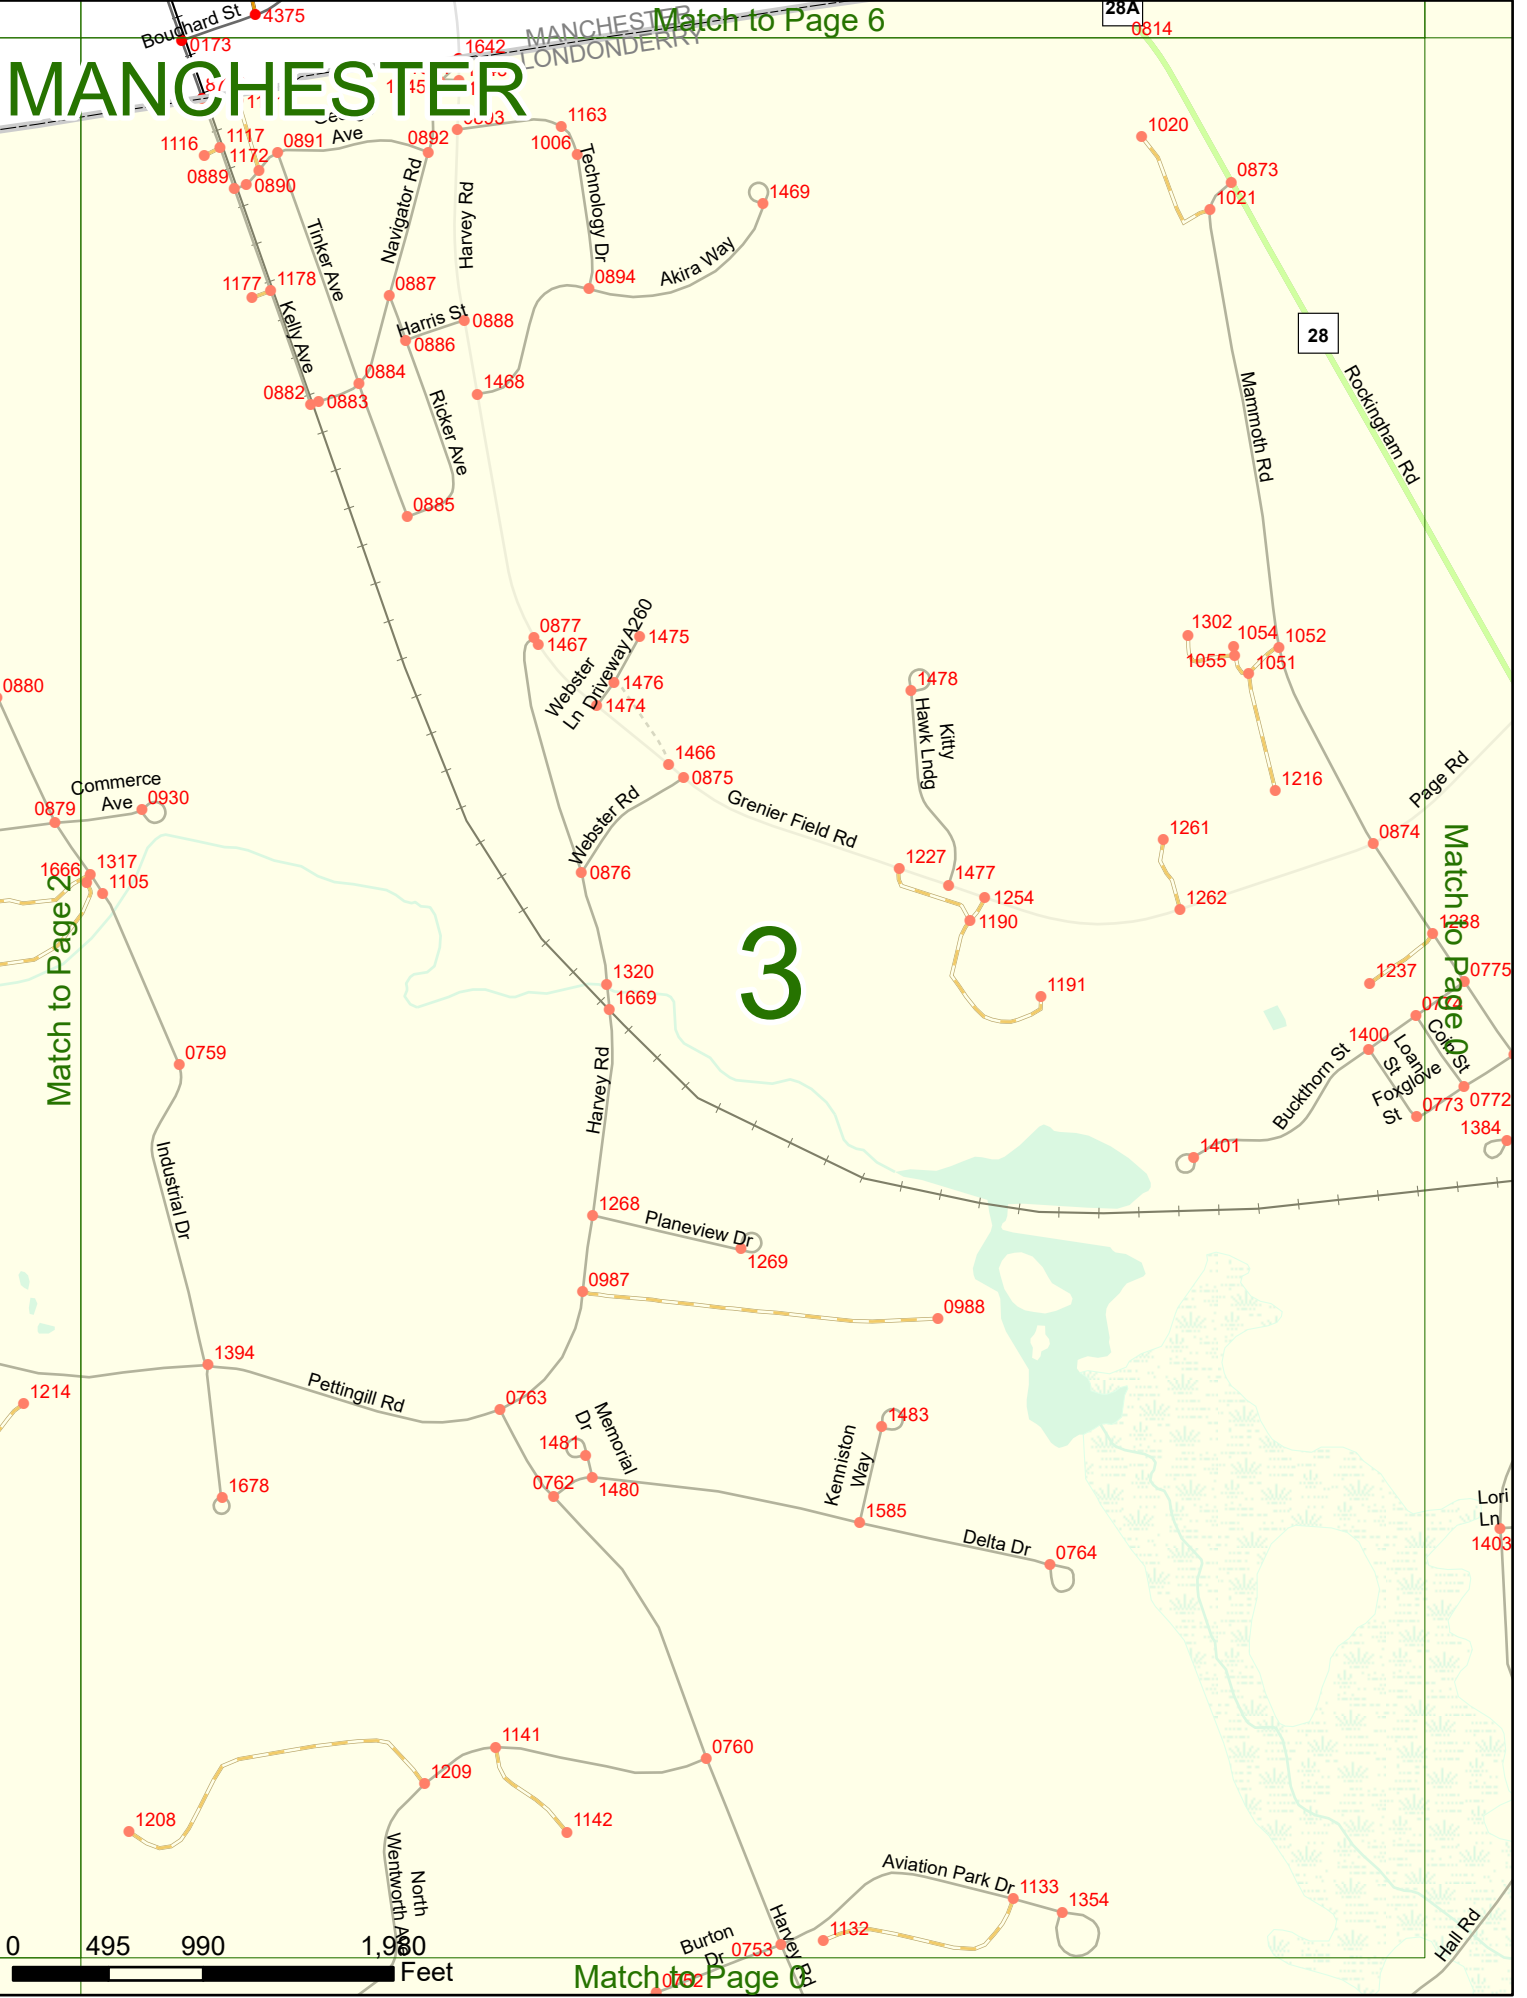 Bouchard St
4375
0173
MANCHESTER
LONDONDERRY
Match to Page 6
28A
0814
1642
MANCHESTER
Ave
0893
1163
1006
1116
1117
1172
0891
0892
0889
0890
Technology Dr
1020
0873
1021
1469
Navigator Rd
Harvey Rd
Tinker Ave
Akira Way
1177
1178
0887
0894
Kelly Ave
Harris St
0888
0886
28
0884
1468
0882
0883
Ricker Ave
Mammoth Rd
Rockingham Rd
0885
0877
1467
Driveway A260
1475
1302
1054
1052
1055
1051
0880
Webster
Ln
1476
1474
1478
Kitty
Hawk Lndg
1466
0875
1216
Page Rd
Commerce
Ave
0930
0879
Webster Rd
Grenier Field Rd
1261
0874
1666
1317
1105
0876
1227
1477
1254
1262
1190
Match to Page 2
Match to Page 0
3
1238
1237
0775
1320
1669
1191
0774
Coip St
1400
Loan
St
0759
Harvey Rd
Buckthorn St
Foxglove
St
0773
0772
1384
1401
Industrial Dr
1268
Planeview Dr
1269
0987
0988
1394
1214
Pettingill Rd
0763
Memorial
Dr
1481
1483
Kenniston
Way
1678
0762
1480
1585
Lori
Ln
1403
Delta Dr
0764
1141
0760
1209
1208
1142
North
Wentworth Ave
Aviation Park Dr
1133
1354
1132
Burton
Dr
0753
Harvey Rd
Hall Rd
0
495
990
1,980
Feet
0752
Match to Page 0